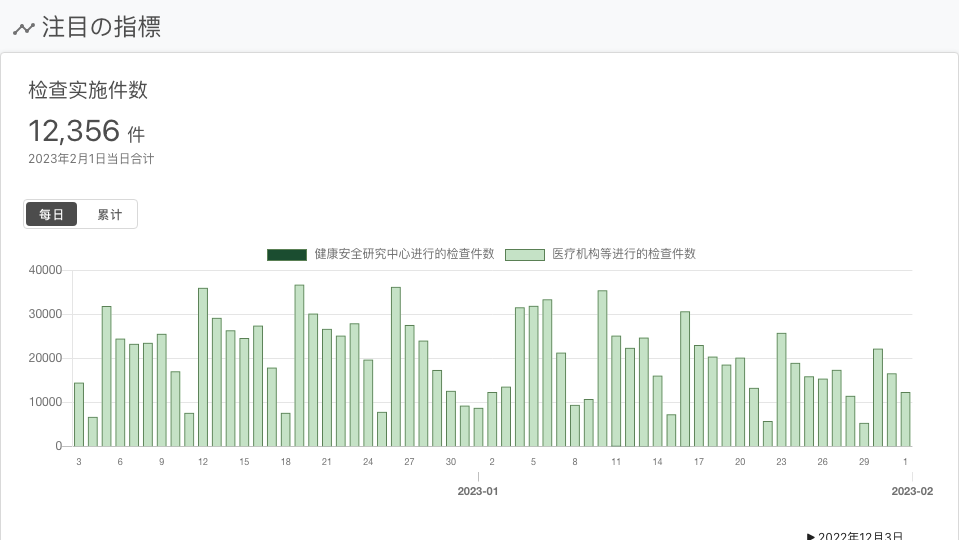 注目の指標
检查实施件数
12,356 件
2023年2月1日当日合计
每日 累计
健康安全研究中心进行的检查件数 医疗机构等进行的检查件数
40000
30000
20000
10000
0
3 6 9 12 15 18 21 24 27 30 2 5 8 11 14 17 20 23 26 29 1
2023-01 2023-02
▶ 2022年12月3日